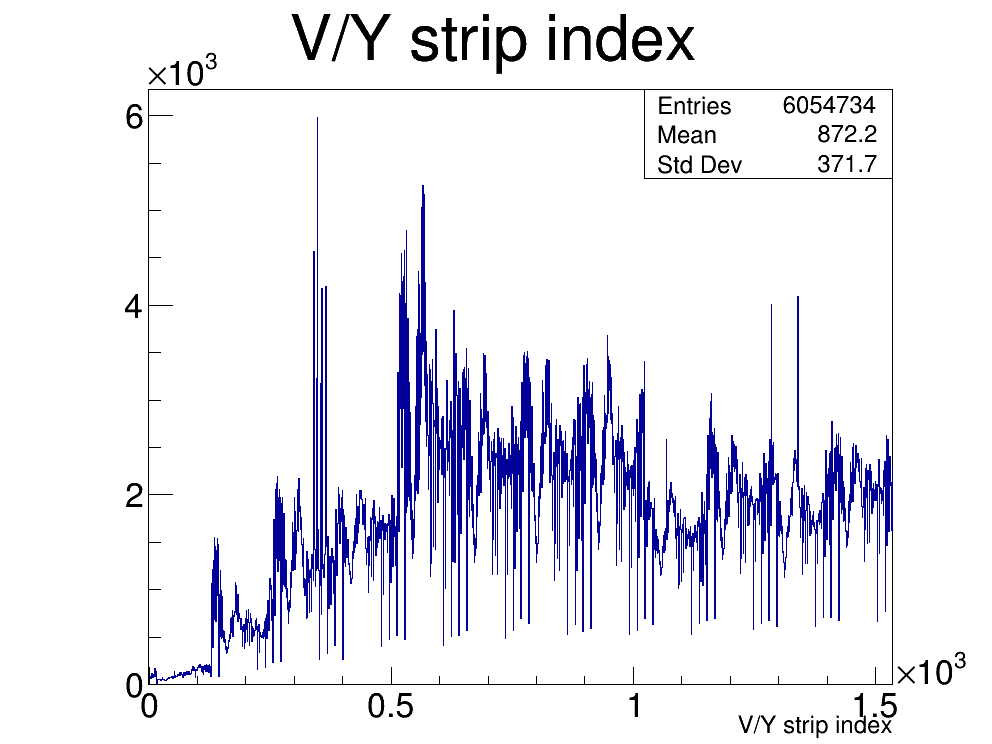 V/Y strip index
×10³
Entries 6054734
Mean 872.2
Std Dev 371.7
6
4
2
0
0 0.5 1 1.5
×10³
V/Y strip index